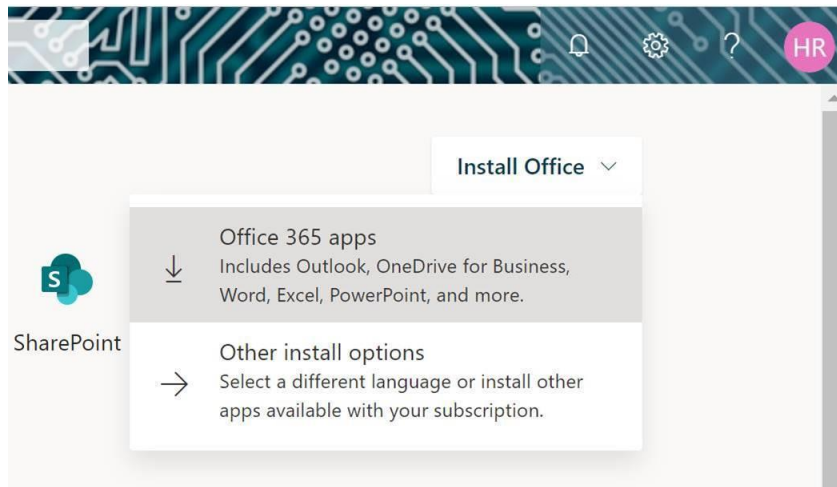 HR
Install Office
Office 365 apps
Includes Outlook, OneDrive for Business,
Word, Excel, PowerPoint, and more.
S
SharePoint
Other install options
Select a different language or install other
apps available with your subscription.